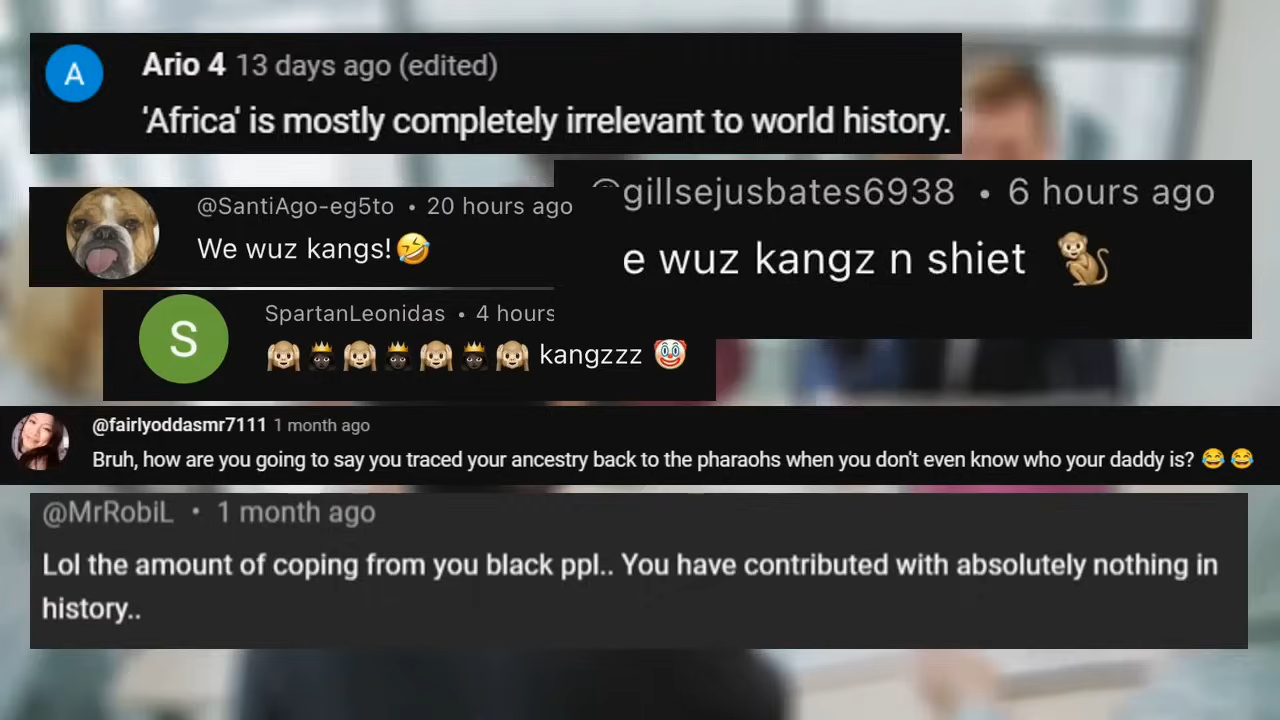 A
Ario 4 13 days ago (edited)
'Africa' is mostly completely irrelevant to world history.
@SantiAgo-eg5to • 20 hours ago
We wuz kangs!🤣
@gillsejusbates6938 • 6 hours ago
e wuz kangz n shiet 🐒
S
SpartanLeonidas • 4 hours
🙉🤴🏿🙉🤴🏿🙉🤴🏿🙉 kangzzz 🤡
@fairlyoddasmr7111 1 month ago
Bruh, how are you going to say you traced your ancestry back to the pharaohs when you don't even know who your daddy is? 😂 😂
@MrRobiL • 1 month ago
Lol the amount of coping from you black ppl.. You have contributed with absolutely nothing in
history..